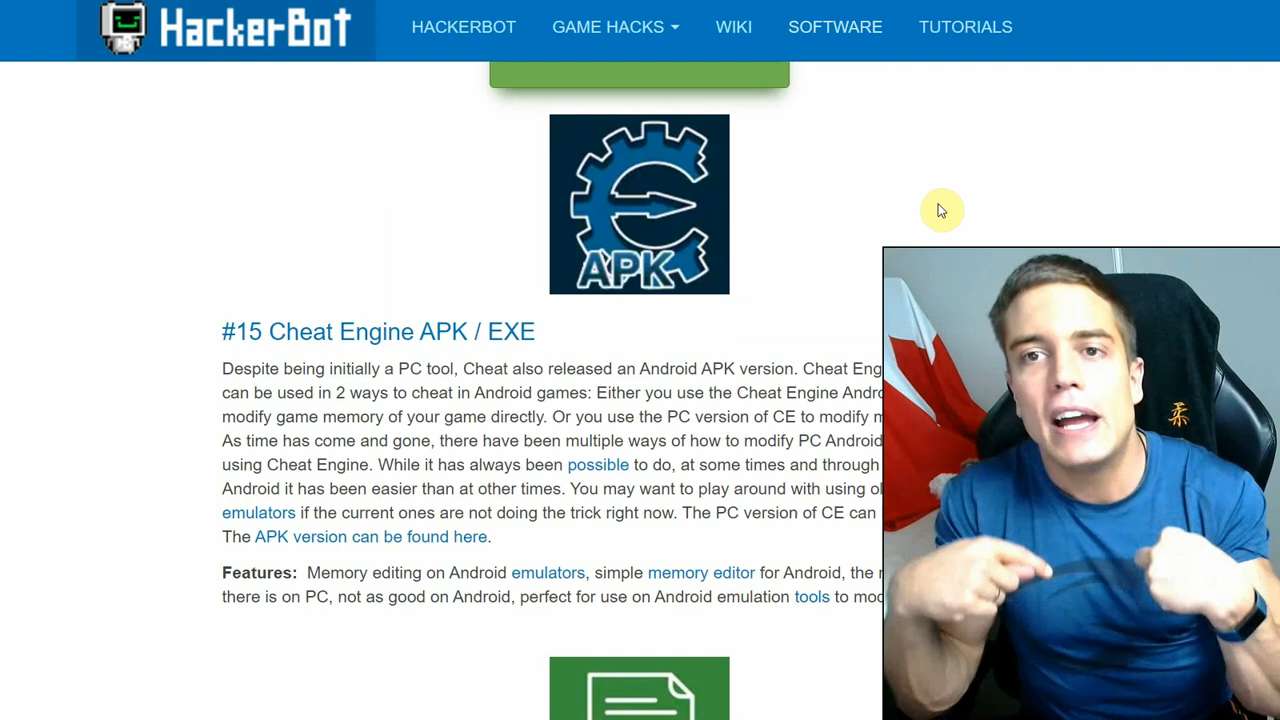 HackerBot
HACKERBOT
GAME HACKS
WIKI
SOFTWARE
TUTORIALS
APK
#15 Cheat Engine APK / EXE
Despite being initially a PC tool, Cheat also released an Android APK version. Cheat Eng
can be used in 2 ways to cheat in Android games: Either you use the Cheat Engine Andro
modify game memory of your game directly. Or you use the PC version of CE to modify m
As time has come and gone, there have been multiple ways of how to modify PC Android
using Cheat Engine. While it has always been possible to do, at some times and through
Android it has been easier than at other times. You may want to play around with using ol
emulators if the current ones are not doing the trick right now. The PC version of CE can
The APK version can be found here.
Features: Memory editing on Android emulators, simple memory editor for Android, the
there is on PC, not as good on Android, perfect for use on Android emulation tools to mo
柔